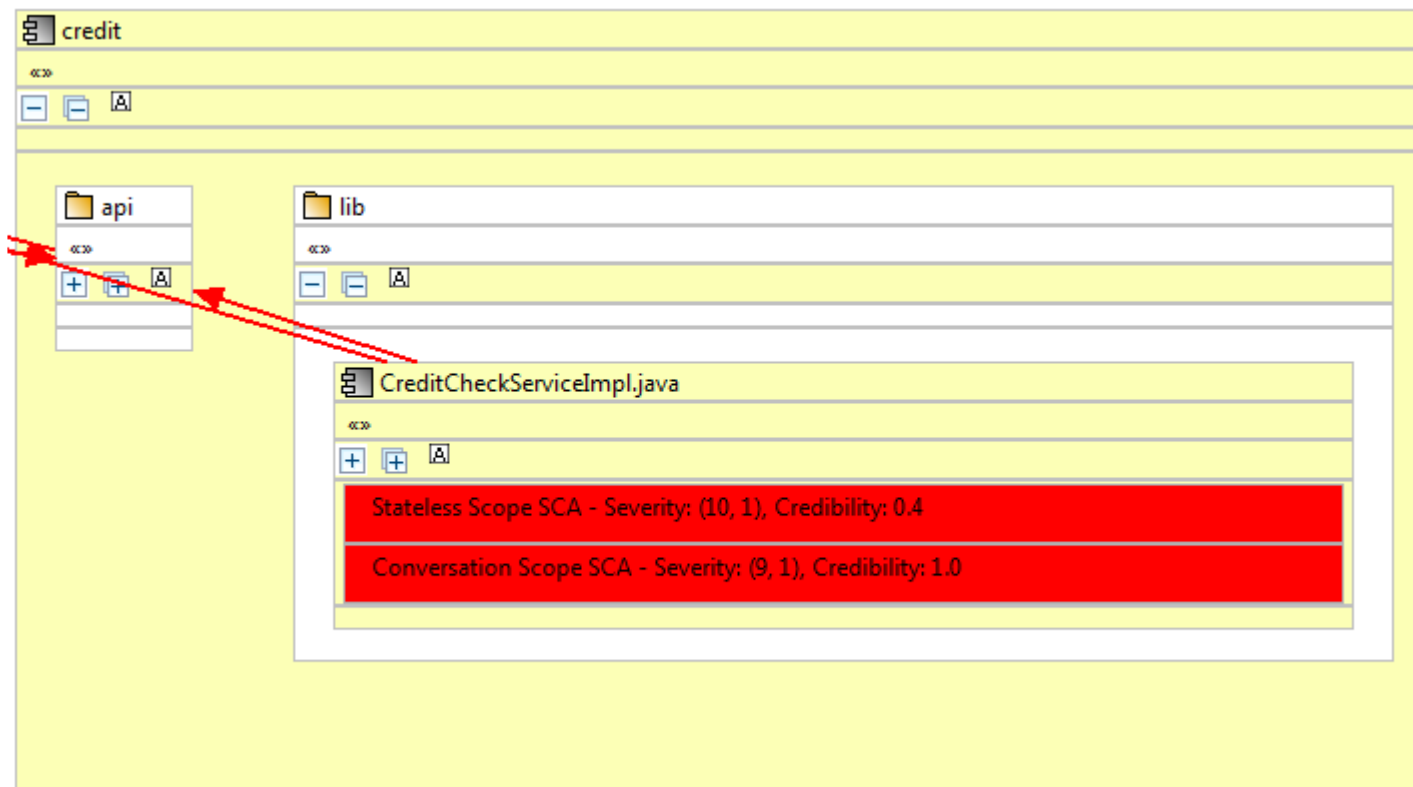 credit
«»
A
api
«»
A
lib
«»
A
CreditCheckServiceImpl.java
«»
A
Stateless Scope SCA - Severity: (10, 1), Credibility: 0.4
Conversation Scope SCA - Severity: (9, 1), Credibility: 1.0